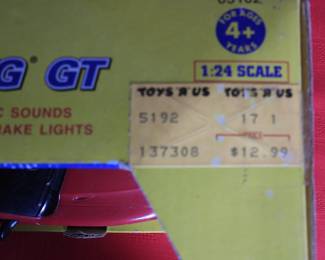 FOR AGES
4+
YEARS
G® GT
1:24 SCALE
C SOUNDS
AKE LIGHTS
TOYS R US TOYS R US
5192 17 1
PRICE
137308 $12.99